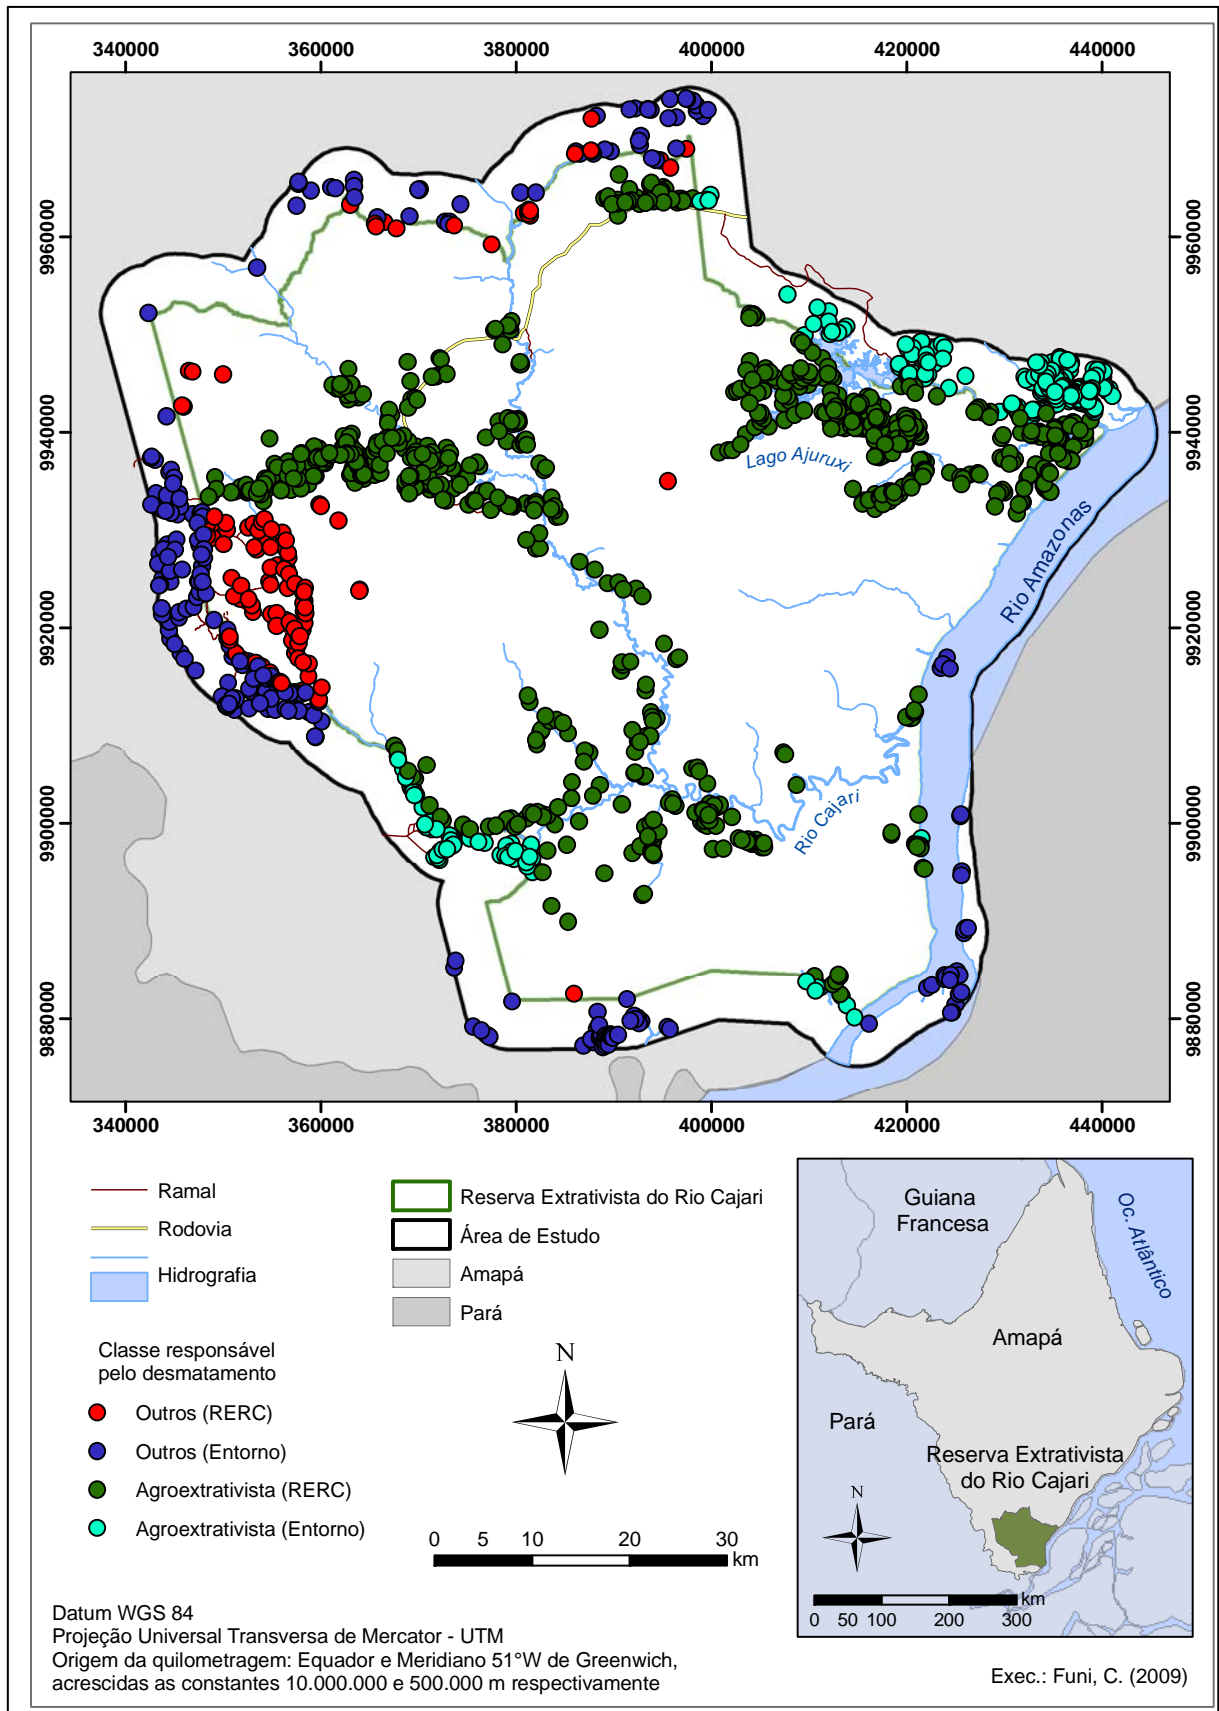 340000
360000
380000
400000
420000
440000
9960000
9960000
9940000
9940000
9920000
9920000
9900000
9900000
9880000
9880000
Lago Ajuruxi
Rio Amazonas
Rio Cajari
340000
360000
380000
400000
420000
440000
Ramal
Rodovia
Hidrografia
Reserva Extrativista do Rio Cajari
Área de Estudo
Amapá
Pará
Classe responsável
pelo desmatamento
Outros (RERC)
Outros (Entorno)
Agroextrativista (RERC)
Agroextrativista (Entorno)
N
0 5 10 20 30
km
Guiana
Francesa
Oc. Atlântico
Amapá
Pará
Reserva Extrativista
do Rio Cajari
N
km
0 50 100 200 300
Datum WGS 84
Projeção Universal Transversa de Mercator - UTM
Origem da quilometragem: Equador e Meridiano 51°W de Greenwich,
acrescidas as constantes 10.000.000 e 500.000 m respectivamente
Exec.: Funi, C. (2009)